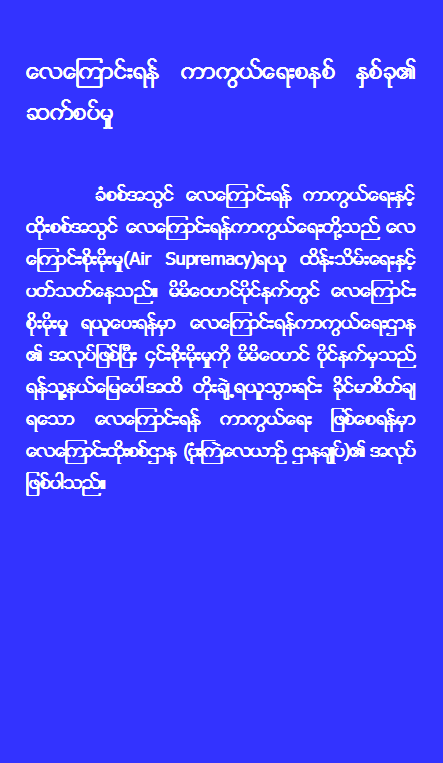 လေကြောင်းရန် ကာကွယ်ရေးစနစ် နှစ်ခု၏
ဆက်စပ်မှု
ခံစစ်အသွင် လေကြောင်းရန် ကာကွယ်ရေးနှင့်
ထိုးစစ်အသွင် လေကြောင်းရန်ကာကွယ်ရေးတို့သည် လေ
ကြောင်းစိုးမိုးမှု(Air Supremacy)ရယူ ထိန်းသိမ်းရေးနှင့်
ပတ်သတ်နေသည်။ မိမိဝေဟင်ပိုင်နက်တွင် လေကြောင်း
စိုးမိုးမှု ရယူပေးရန်မှာ လေကြောင်းရန်ကာကွယ်ရေးဌာန
၏ အလုပ်ဖြစ်ပြီး ၄င်းစိုးမိုးမှုကို မိမိဝေဟင် ပိုင်နက်မှသည်
ရန်သူ့နယ်မြေပေါ်အထိ တိုးချဲ့ရယူသွားရင်း ခိုင်မာစိတ်ချ
ရသော လေကြောင်းရန် ကာကွယ်ရေး ဖြစ်စေရန်မှာ
လေကြောင်းထိုးစစ်ဌာန (ဗုံးကြဲလေယာဉ် ဌာနချုပ်)၏ အလုပ်
ဖြစ်ပါသည်။